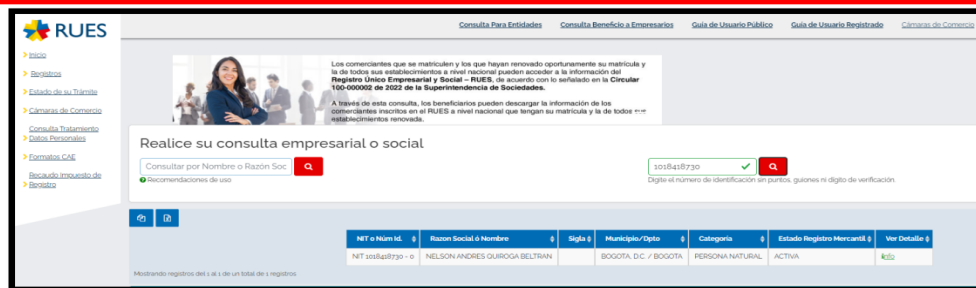 RUES
Consulta Para Entidades Consulta Beneficio a Empresarios Guía de Usuario Público Guía de Usuario Registrado Cámaras de Comercio
> Inicio
> Registros
> Estado de su Trámite
> Cámaras de Comercio
Consulta Tratamiento
> Datos Personales
> Formatos CAE
Recaudo Impuesto de
> Registro
Los comerciantes que se matriculen y los que hayan renovado oportunamente su matrícula y
la de todos sus establecimientos a nivel nacional pueden acceder a la información del
Registro Único Empresarial y Social – RUES, de acuerdo con lo señalado en la Circular
100-000002 de 2022 de la Superintendencia de Sociedades.
A través de esta consulta, los beneficiarios pueden descargar la información de los
comerciantes inscritos en el RUES a nivel nacional que tengan su matrícula y la de todos
establecimientos renovada.
Realice su consulta empresarial o social
Consultar por Nombre o Razón Soc
Recomendaciones de uso
1018418730
Digite el número de identificación sin puntos, guiones ni dígito de verificación.
NIT o Núm Id. Razon Social ó Nombre Sigla Municipio/Dpto Categoría Estado Registro Mercantil Ver Detalle
NIT 1018418730 - 0 NELSON ANDRES QUIROGA BELTRAN BOGOTA, D.C. / BOGOTA PERSONA NATURAL ACTIVA info
Mostrando registros del 1 al 1 de un total de 1 registros